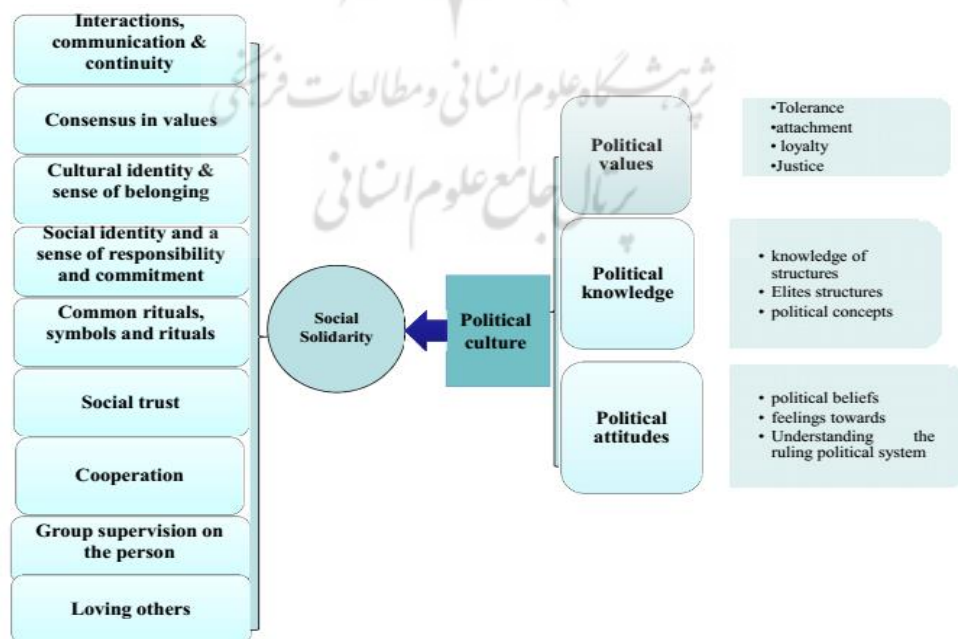 Interactions,
communication &
continuity
Consensus in values
Cultural identity &
sense of belonging
Social identity and a
sense of responsibility
and commitment
Common rituals,
symbols and rituals
Social trust
Cooperation
Group supervision on
the person
Loving others
Social
Solidarity
Political
culture
Political
values
Political
knowledge
Political
attitudes
•Tolerance
•attachment
• loyalty
•Justice
• knowledge of
structures
• Elites structures
• political concepts
• political beliefs
• feelings towards
• Understanding the
ruling political system
پژوهشگاه علوم انسانی و مطالعات فرهنگی
پرتال جامع علوم انسانی